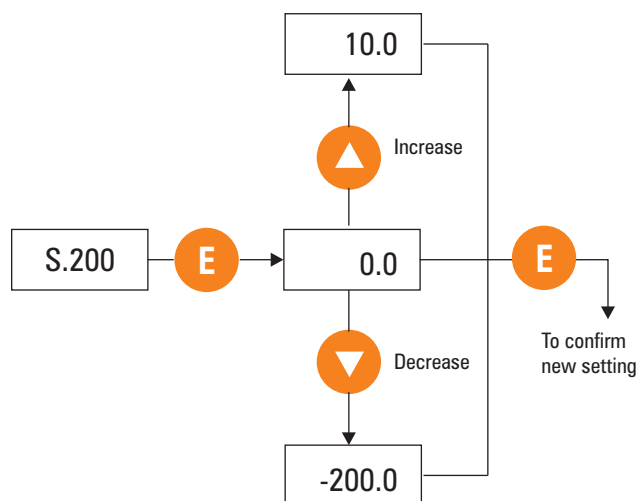 10.0
Increase
S.200
E
0.0
E
To confirm
new setting
Decrease
-200.0